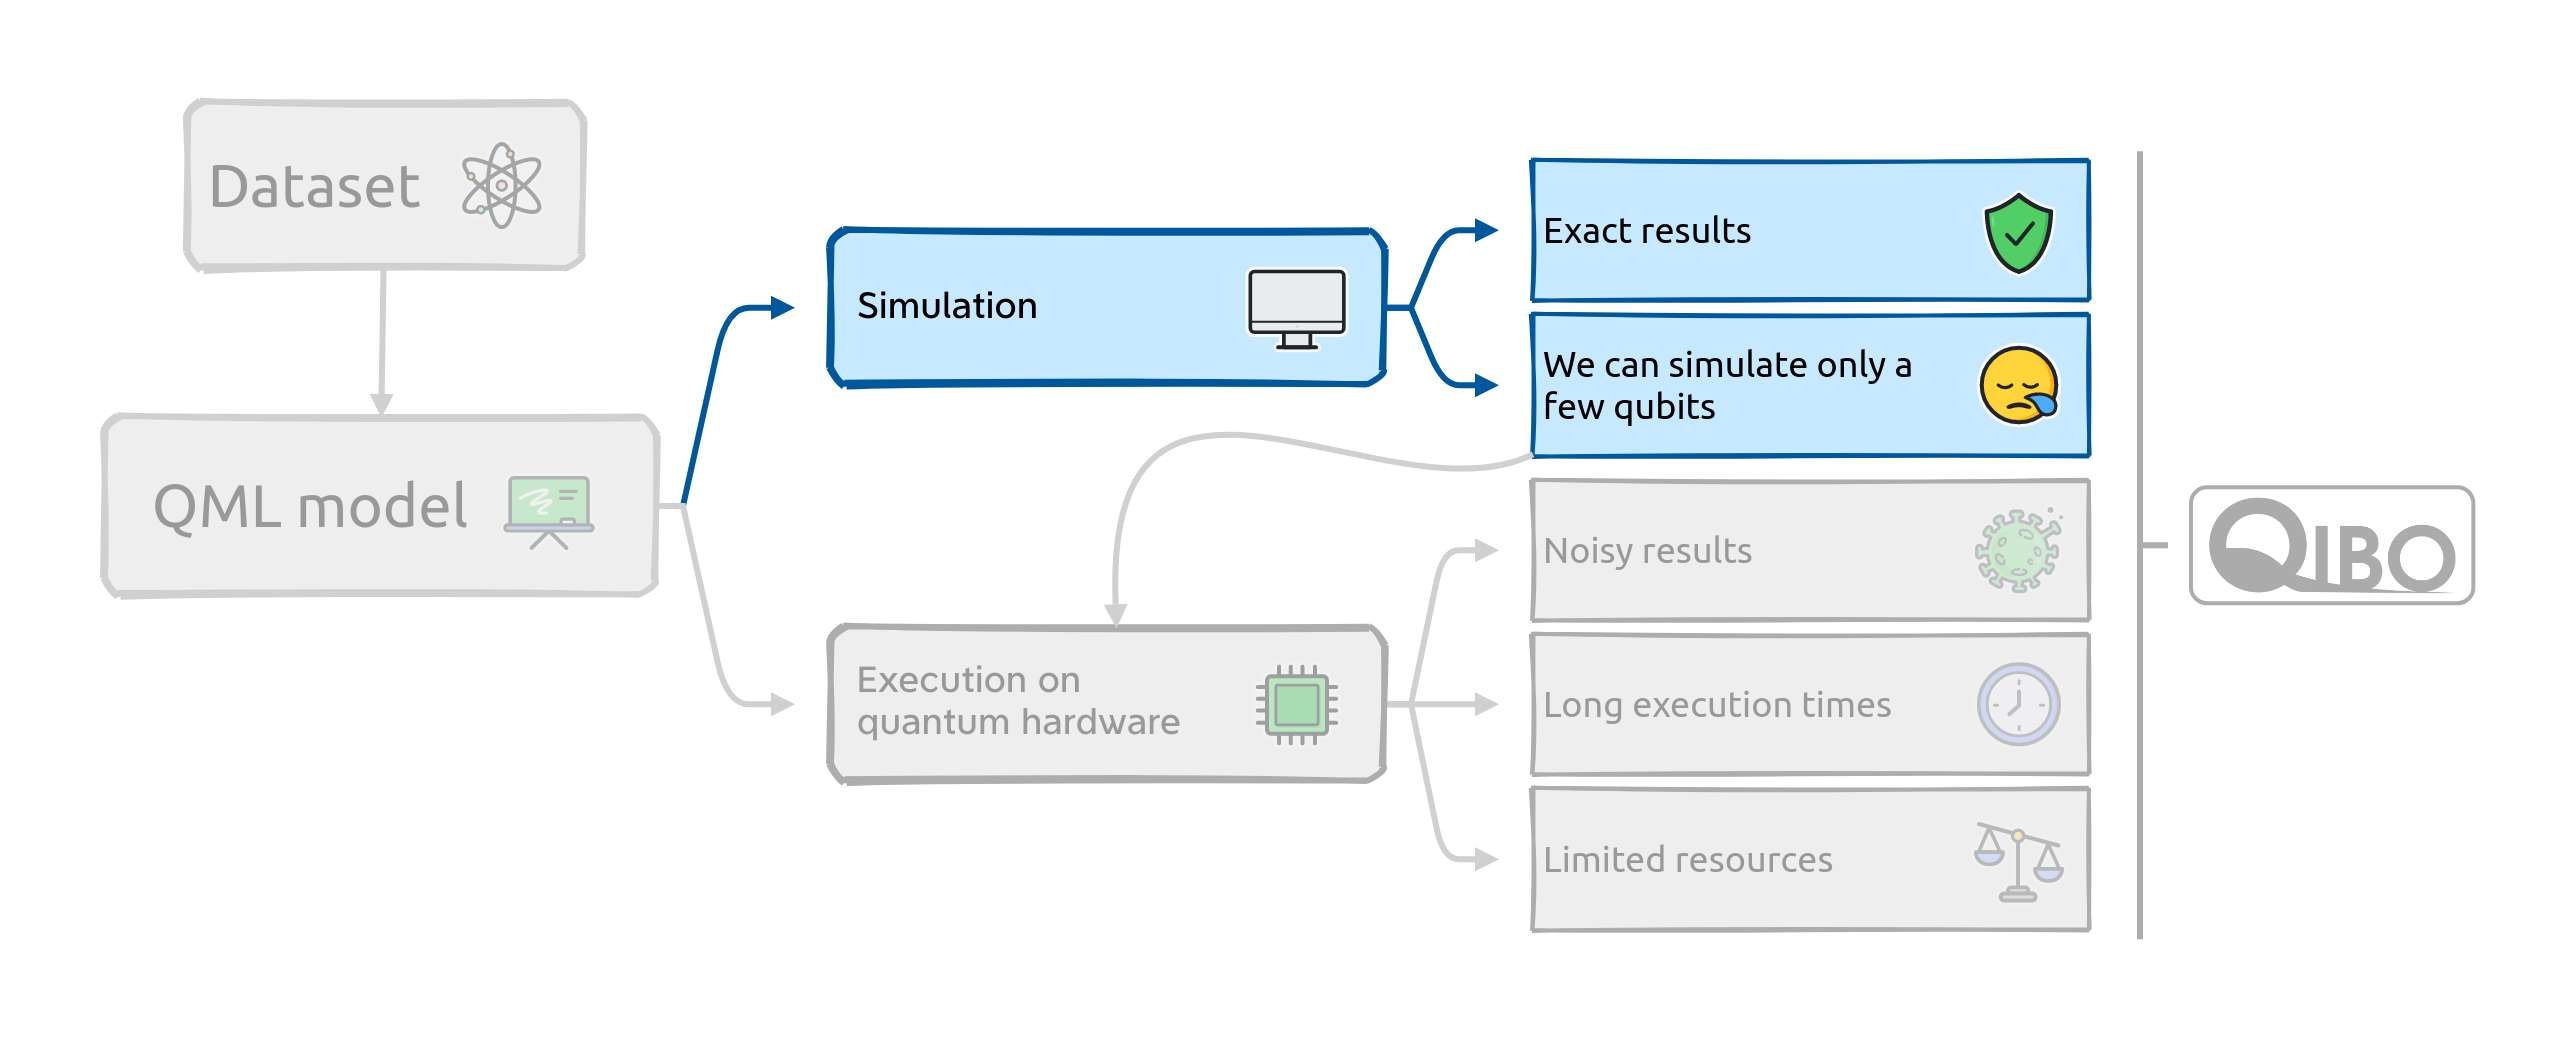 Dataset
QML model
Simulation
Execution on
quantum hardware
Exact results
We can simulate only a
few qubits
Noisy results
Long execution times
Limited resources
QIBO